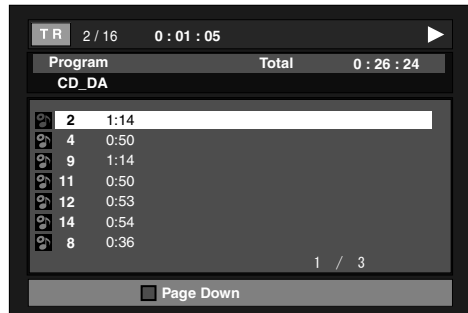 TR 2 / 16 0 : 01 : 05
Program Total 0 : 26 : 24
CD_DA
2 1:14
4 0:50
9 1:14
11 0:50
12 0:53
14 0:54
8 0:36
1 / 3
Page Down